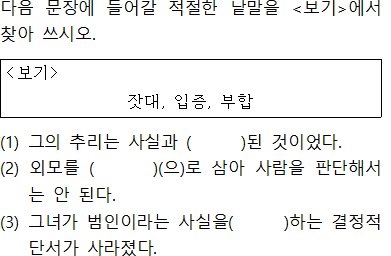 다음 문장에 들어갈 적절한 낱말을 <보기>에서
찾아 쓰시오.
<보기>
잣대, 입증, 부합
(1) 그의 추리는 사실과 (        )된 것이었다.
(2) 외모를 (        )(으)로 삼아 사람을 판단해서
는 안 된다.
(3) 그녀가 범인이라는 사실을(        )하는 결정적
단서가 사라졌다.